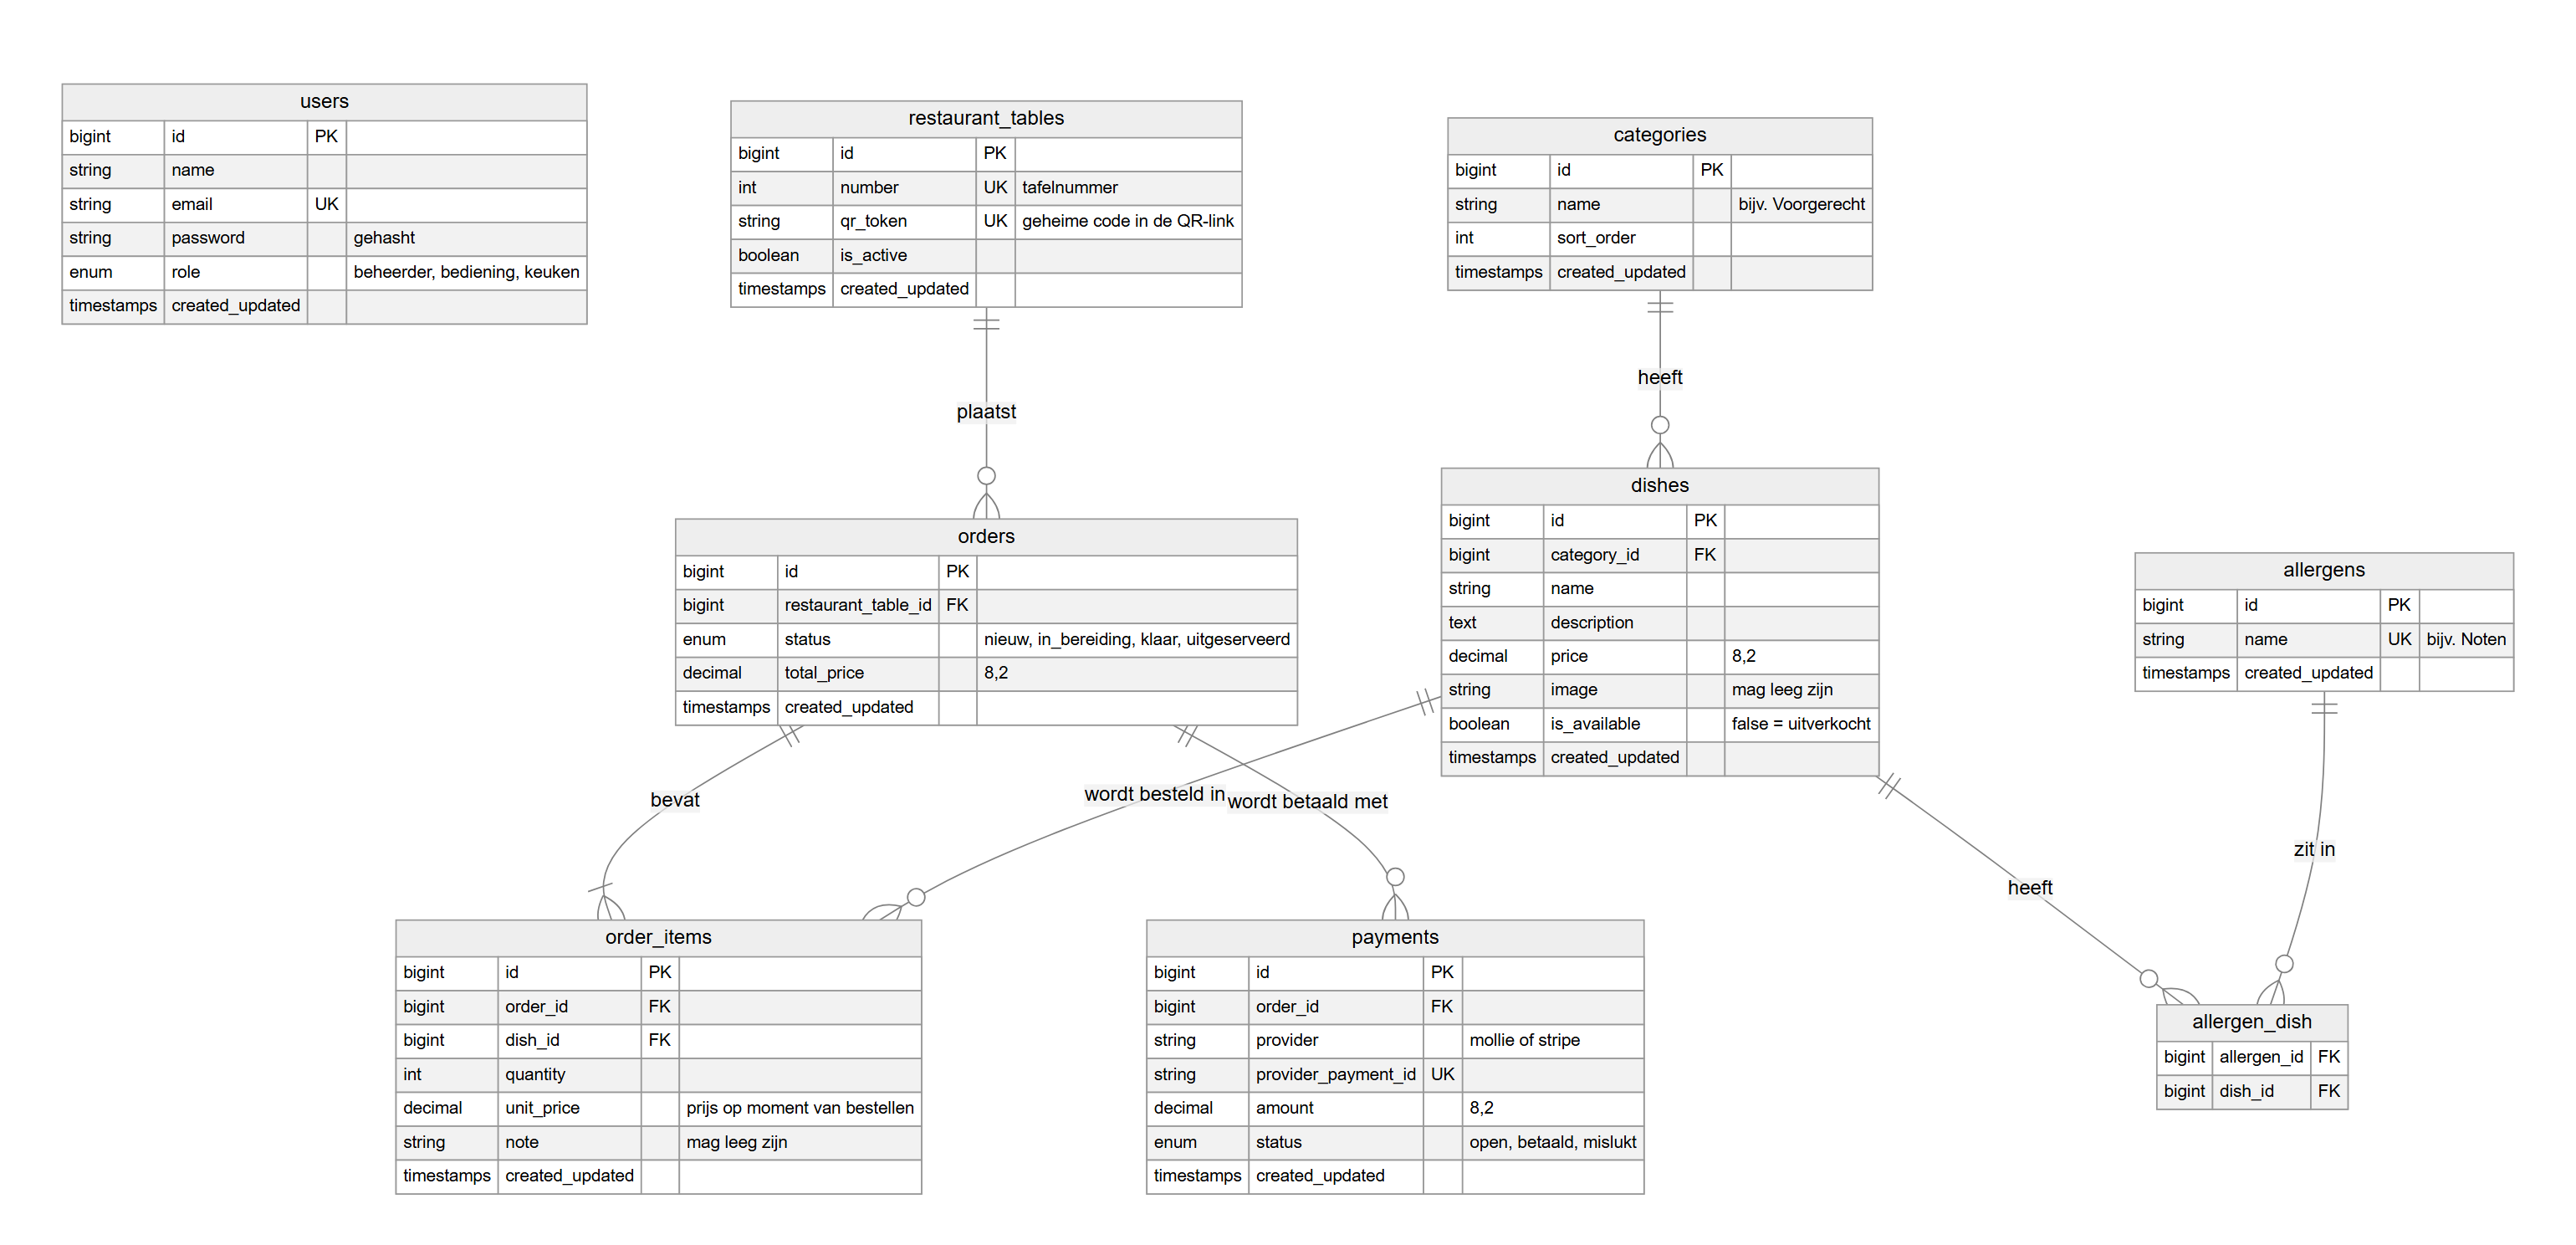 users
bigint id PK
string name
string email UK
string password gehasht
enum role beheerder, bediening, keuken
timestamps created_updated
restaurant_tables
bigint id PK
int number UK tafelnummer
string qr_token UK geheime code in de QR-link
boolean is_active
timestamps created_updated
categories
bigint id PK
string name bijv. Voorgerecht
int sort_order
timestamps created_updated
plaatst
heeft
orders
bigint id PK
bigint restaurant_table_id FK
enum status nieuw, in_bereiding, klaar, uitgeserveerd
decimal total_price 8,2
timestamps created_updated
dishes
bigint id PK
bigint category_id FK
string name
text description
decimal price 8,2
string image mag leeg zijn
boolean is_available false = uitverkocht
timestamps created_updated
allergens
bigint id PK
string name UK bijv. Noten
timestamps created_updated
bevat
wordt besteld in
wordt betaald met
heeft
zit in
order_items
bigint id PK
bigint order_id FK
bigint dish_id FK
int quantity
decimal unit_price prijs op moment van bestellen
string note mag leeg zijn
timestamps created_updated
payments
bigint id PK
bigint order_id FK
string provider mollie of stripe
string provider_payment_id UK
decimal amount 8,2
enum status open, betaald, mislukt
timestamps created_updated
allergen_dish
bigint allergen_id FK
bigint dish_id FK